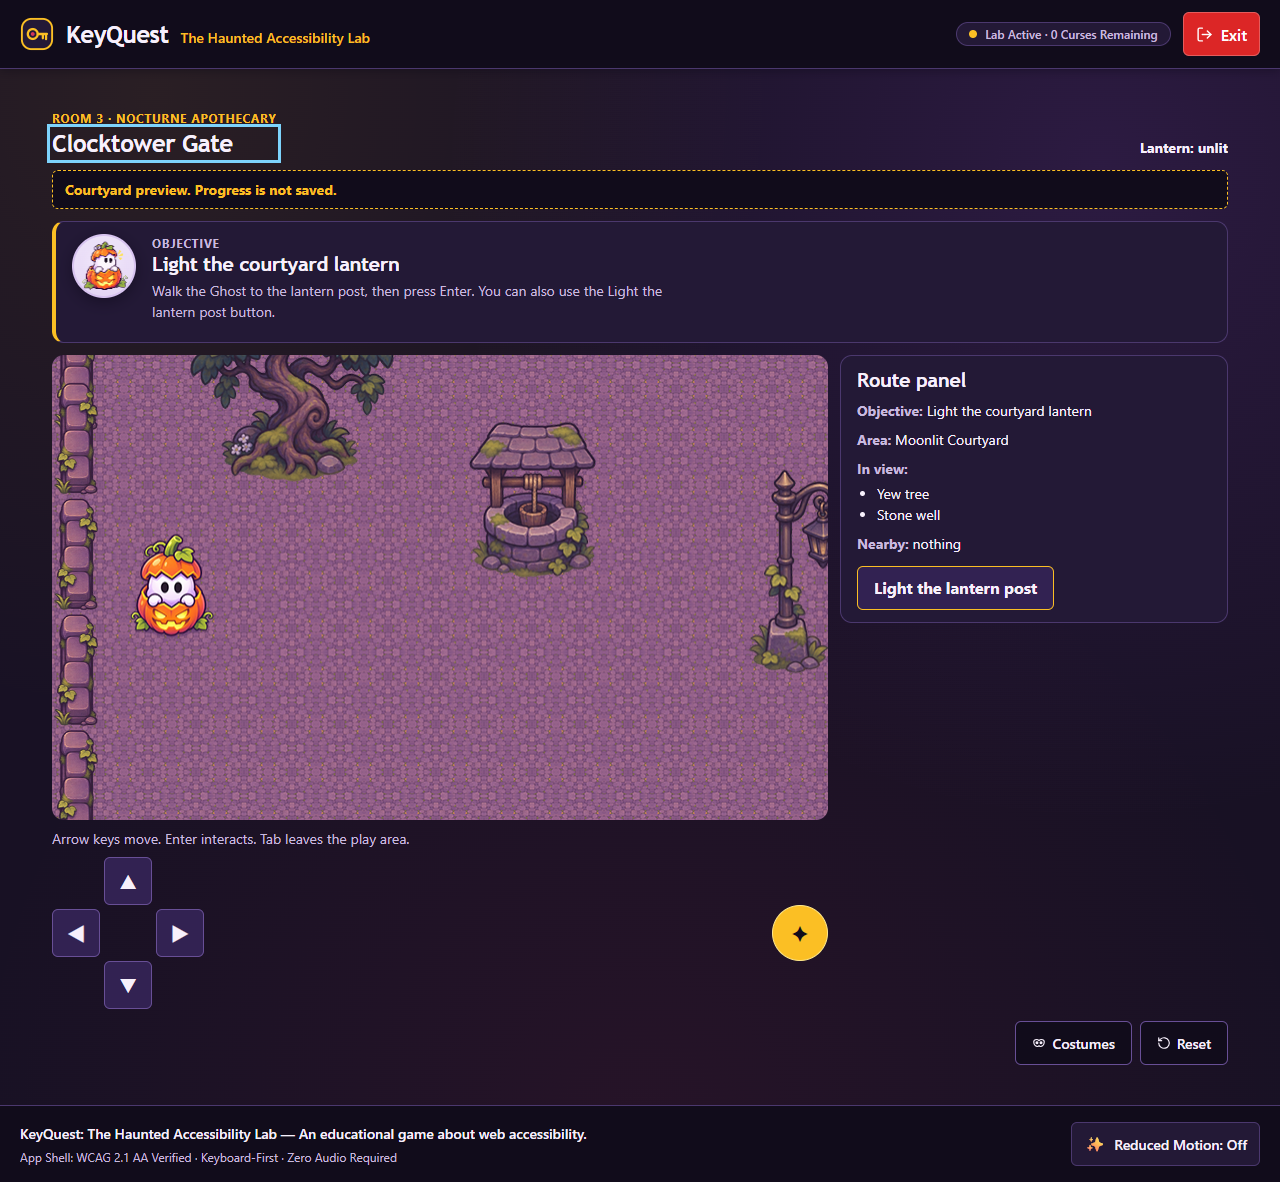 KeyQuest The Haunted Accessibility Lab
Lab Active · 0 Curses Remaining
Exit
ROOM 3 · NOCTURNE APOTHECARY
Clocktower Gate
Lantern: unlit
Courtyard preview. Progress is not saved.
OBJECTIVE
Light the courtyard lantern
Walk the Ghost to the lantern post, then press Enter. You can also use the Light the
lantern post button.
Route panel
Objective: Light the courtyard lantern
Area: Moonlit Courtyard
In view:
• Yew tree
• Stone well
Nearby: nothing
Light the lantern post
Arrow keys move. Enter interacts. Tab leaves the play area.
Costumes
Reset
KeyQuest: The Haunted Accessibility Lab — An educational game about web accessibility.
App Shell: WCAG 2.1 AA Verified · Keyboard-First · Zero Audio Required
Reduced Motion: Off